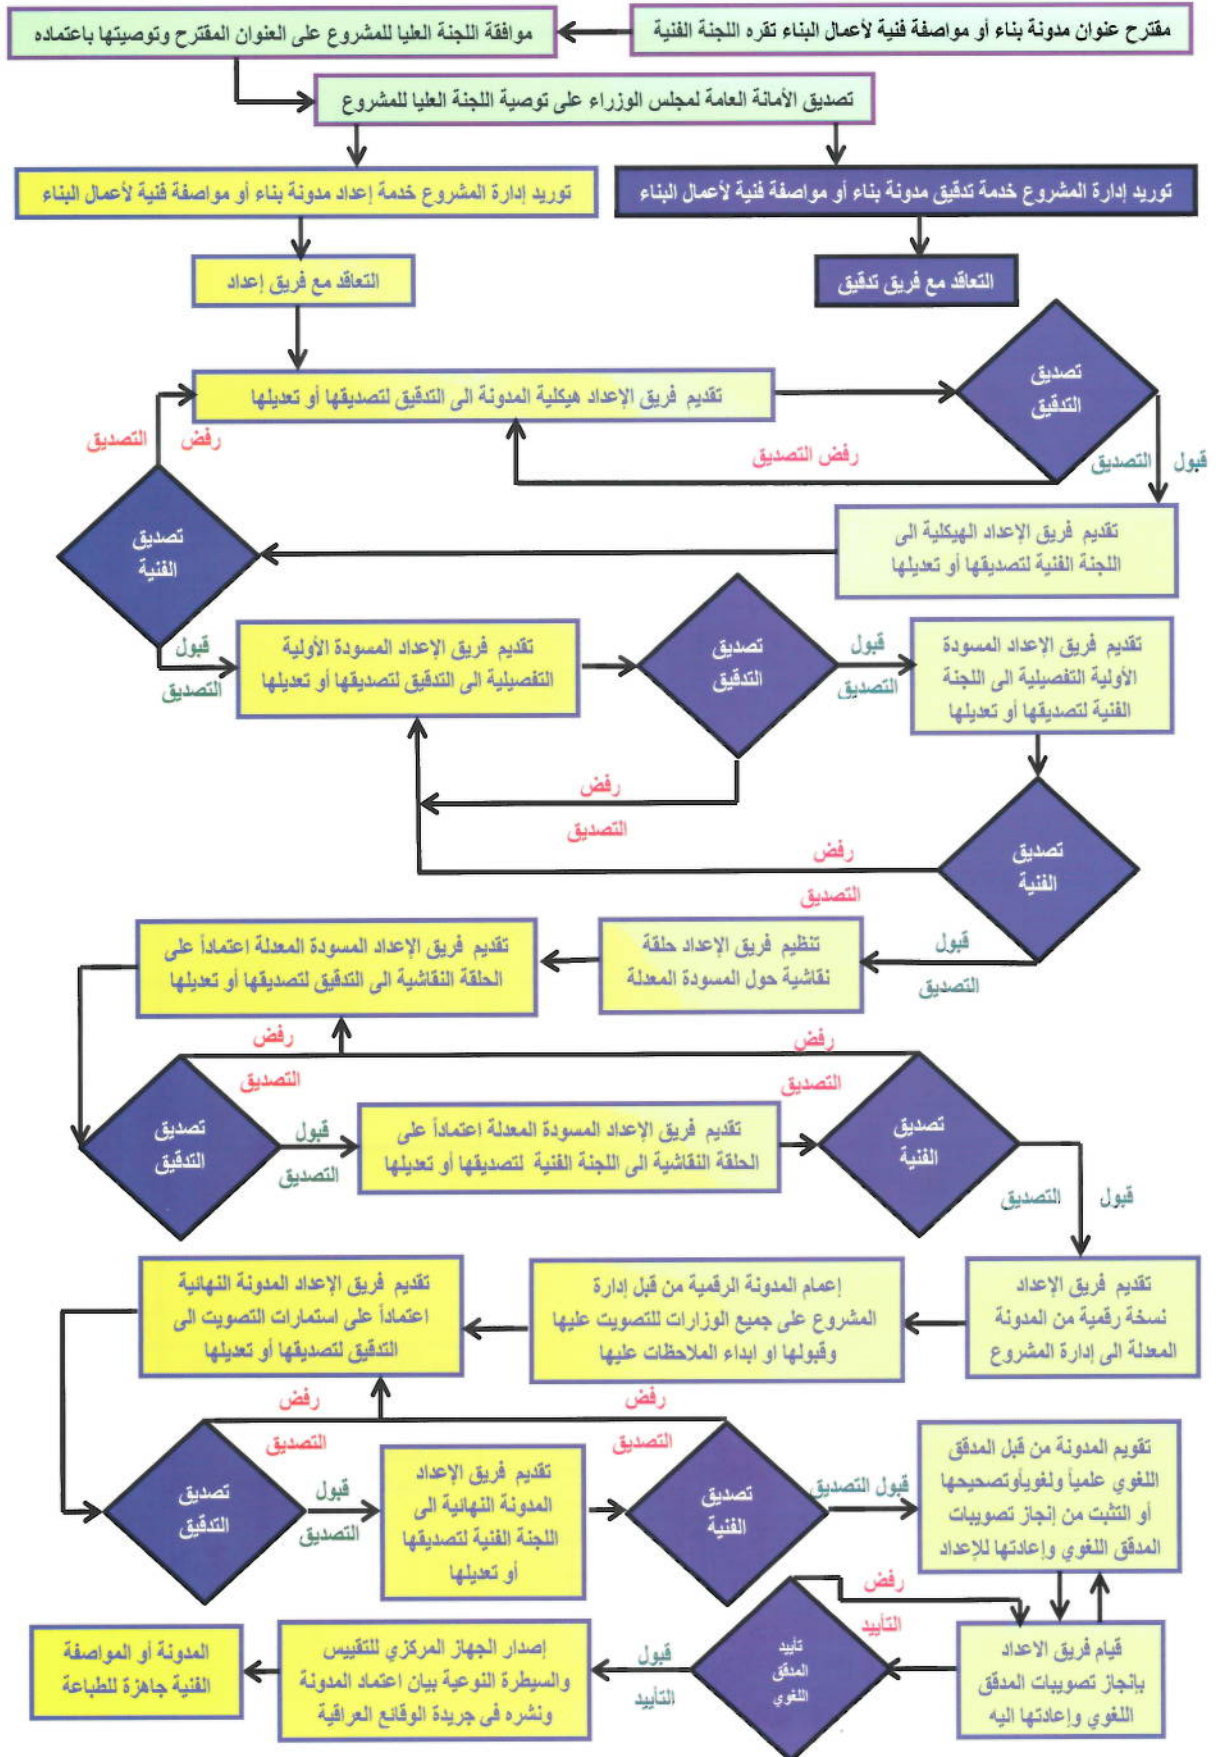 مقترح عنوان مدونة بناء أو مواصفة فنية لأعمال البناء تقره اللجنة الفنية
موافقة اللجنة العليا للمشروع على العنوان المقترح وتوصيتها باعتماده
تصديق الأمانة العامة لمجلس الوزراء على توصية اللجنة العليا للمشروع
توريد إدارة المشروع خدمة تدقيق مدونة بناء أو مواصفة فنية لأعمال البناء
توريد إدارة المشروع خدمة إعداد مدونة بناء أو مواصفة فنية لأعمال البناء
التعاقد مع فريق تدقيق
التعاقد مع فريق إعداد
تقديم فريق الإعداد هيكلية المدونة الى التدقيق لتصديقها أو تعديلها
تصديق
التدقيق
رفض التصديق
قبول التصديق
رفض التصديق
تقديم فريق الإعداد الهيكلية الى
اللجنة الفنية لتصديقها أو تعديلها
تصديق
الفنية
قبول
التصديق
تقديم فريق الإعداد المسودة الأولية
التفصيلية الى التدقيق لتصديقها أو تعديلها
تصديق
التدقيق
قبول
التصديق
تقديم فريق الإعداد المسودة
الأولية التفصيلية الى اللجنة
الفنية لتصديقها أو تعديلها
رفض
التصديق
تصديق
الفنية
رفض
التصديق
قبول
التصديق
تنظيم فريق الإعداد حلقة
نقاشية حول المسودة المعدلة
تقديم فريق الإعداد المسودة المعدلة اعتماداً على
الحلقة النقاشية الى التدقيق لتصديقها أو تعديلها
رفض
التصديق
رفض
التصديق
تصديق
التدقيق
قبول
التصديق
تقديم فريق الإعداد المسودة المعدلة اعتماداً على
الحلقة النقاشية الى اللجنة الفنية لتصديقها أو تعديلها
تصديق
الفنية
قبول التصديق
تقديم فريق الإعداد
نسخة رقمية من المدونة
المعدلة الى إدارة المشروع
إعمام المدونة الرقمية من قبل إدارة
المشروع على جميع الوزارات للتصويت عليها
وقبولها او ابداء الملاحظات عليها
تقديم فريق الإعداد المدونة النهائية
اعتماداً على استمارات التصويت الى
التدقيق لتصديقها أو تعديلها
رفض
التصديق
رفض
التصديق
تصديق
التدقيق
قبول
التصديق
تقديم فريق الإعداد
المدونة النهائية الى
اللجنة الفنية لتصديقها
أو تعديلها
تصديق
الفنية
قبول التصديق
تقويم المدونة من قبل المدقق
اللغوي علمياً ولغويأوتصحيحها
أو التثبت من إنجاز تصويبات
المدقق اللغوي وإعادتها للإعداد
رفض
التأييد
قيام فريق الاعداد
بإنجاز تصويبات المدقق
اللغوي وإعادتها اليه
تأييد
المدقق
اللغوي
قبول
التأييد
إصدار الجهاز المركزي للتقييس
والسيطرة النوعية بيان اعتماد المدونة
ونشره في جريدة الوقائع العراقية
المدونة أو المواصفة
الفنية جاهزة للطباعة